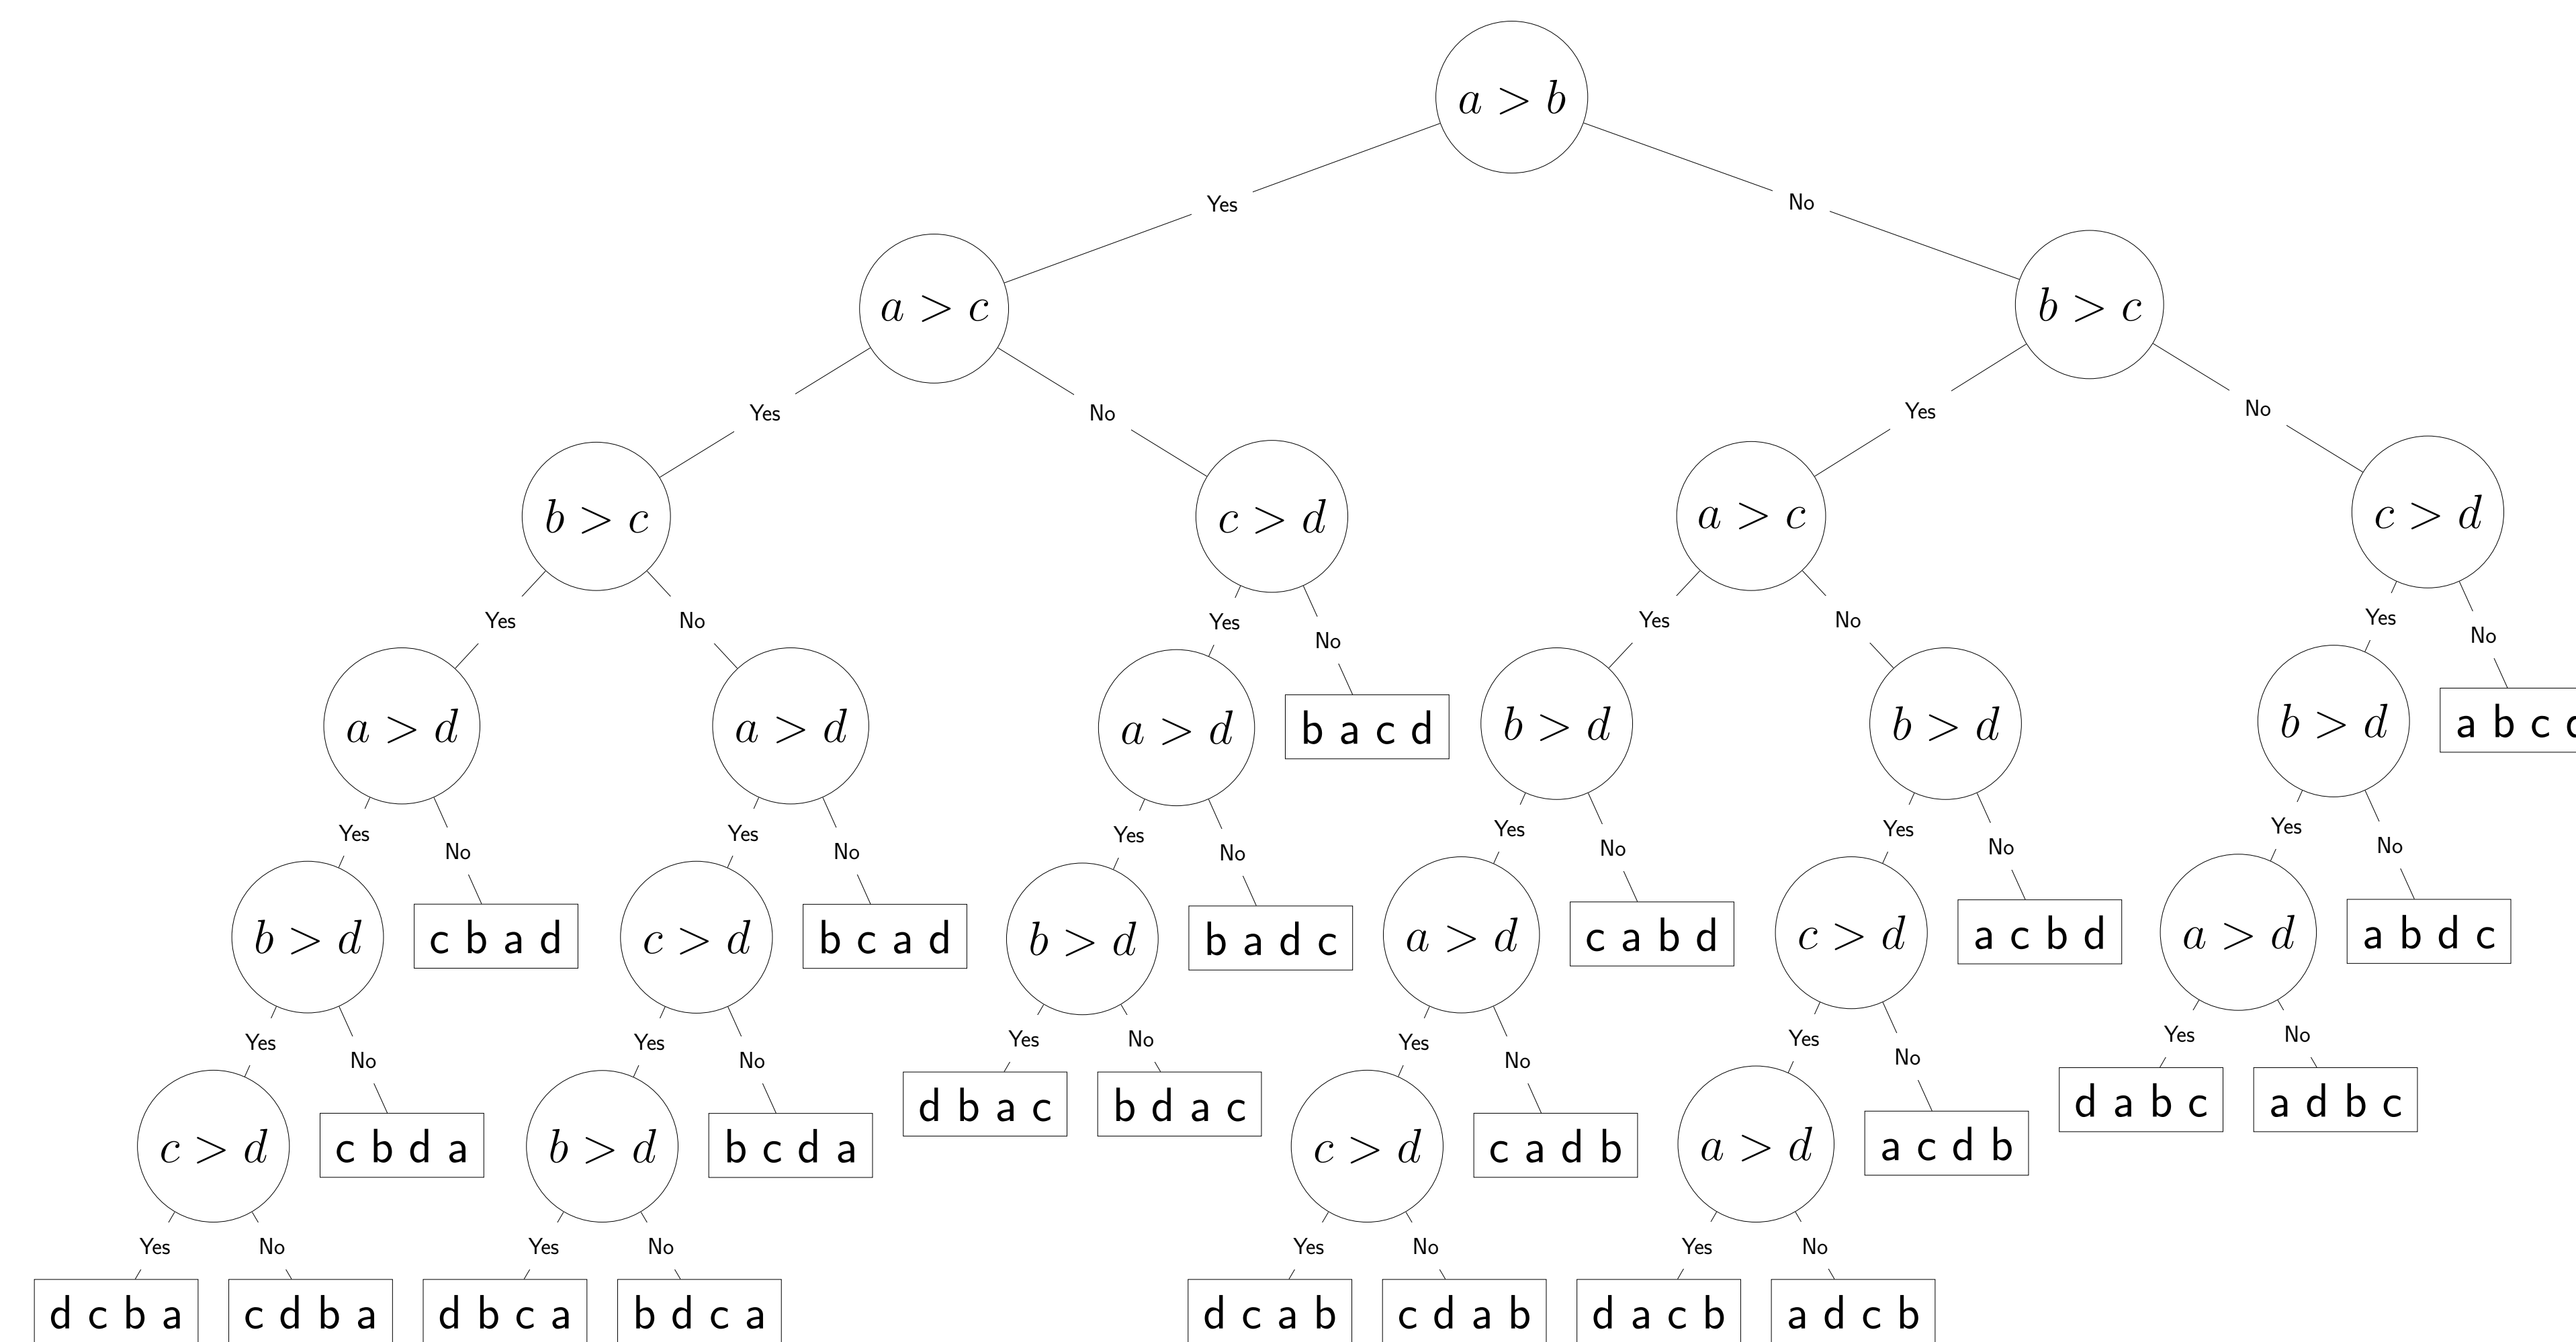 a > b
Yes No
a > c b > c
Yes No Yes No
b > c c > d a > c c > d
Yes No Yes No Yes No Yes No
a > d a > d a > d b a c d b > d b > d b > d a b c
Yes No Yes No Yes No Yes No Yes No Yes No
b > d c b a d c > d b c a d b > d b a d c a > d c a b d c > d a c b d a > d a b d c
Yes No Yes No Yes No Yes No Yes No Yes No
d b a c b d a c d a b c a d b c
c > d c b d a b > d b c d a c > d c a d b a > d a c d b
Yes No Yes No Yes No Yes No
d c b a c d b a d b c a b d c a d c a b c d a b d a c b a d c b